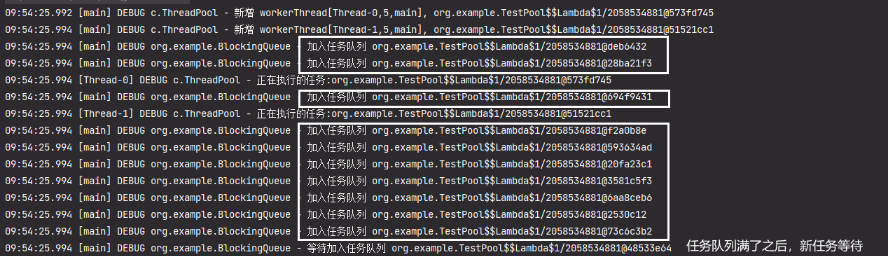 09:54:25.992 [main] DEBUG c.ThreadPool - 新增 workerThread[Thread-0,5,main], org.example.TestPool$$Lambda$1/2058534881@573fd745
09:54:25.994 [main] DEBUG c.ThreadPool - 新增 workerThread[Thread-1,5,main], org.example.TestPool$$Lambda$1/2058534881@51521cc1
09:54:25.994 [main] DEBUG org.example.BlockingQueue - 加入任务队列 org.example.TestPool$$Lambda$1/2058534881@deb6432
09:54:25.994 [main] DEBUG org.example.BlockingQueue - 加入任务队列 org.example.TestPool$$Lambda$1/2058534881@28ba21f3
09:54:25.994 [Thread-0] DEBUG c.ThreadPool - 正在执行的任务:org.example.TestPool$$Lambda$1/2058534881@573fd745
09:54:25.994 [main] DEBUG org.example.BlockingQueue - 加入任务队列 org.example.TestPool$$Lambda$1/2058534881@694f9431
09:54:25.994 [Thread-1] DEBUG c.ThreadPool - 正在执行的任务:org.example.TestPool$$Lambda$1/2058534881@51521cc1
09:54:25.994 [main] DEBUG org.example.BlockingQueue - 加入任务队列 org.example.TestPool$$Lambda$1/2058534881@f2a0b8e
09:54:25.994 [main] DEBUG org.example.BlockingQueue - 加入任务队列 org.example.TestPool$$Lambda$1/2058534881@593634ad
09:54:25.994 [main] DEBUG org.example.BlockingQueue - 加入任务队列 org.example.TestPool$$Lambda$1/2058534881@20fa23c1
09:54:25.994 [main] DEBUG org.example.BlockingQueue - 加入任务队列 org.example.TestPool$$Lambda$1/2058534881@3581c5f3
09:54:25.994 [main] DEBUG org.example.BlockingQueue - 加入任务队列 org.example.TestPool$$Lambda$1/2058534881@6aa8ceb6
09:54:25.994 [main] DEBUG org.example.BlockingQueue - 加入任务队列 org.example.TestPool$$Lambda$1/2058534881@2530c12
09:54:25.994 [main] DEBUG org.example.BlockingQueue - 加入任务队列 org.example.TestPool$$Lambda$1/2058534881@73c6c3b2
09:54:25.994 [main] DEBUG org.example.BlockingQueue - 等待加入任务队列 org.example.TestPool$$Lambda$1/2058534881@48533e64 任务队列满了之后，新任务等待